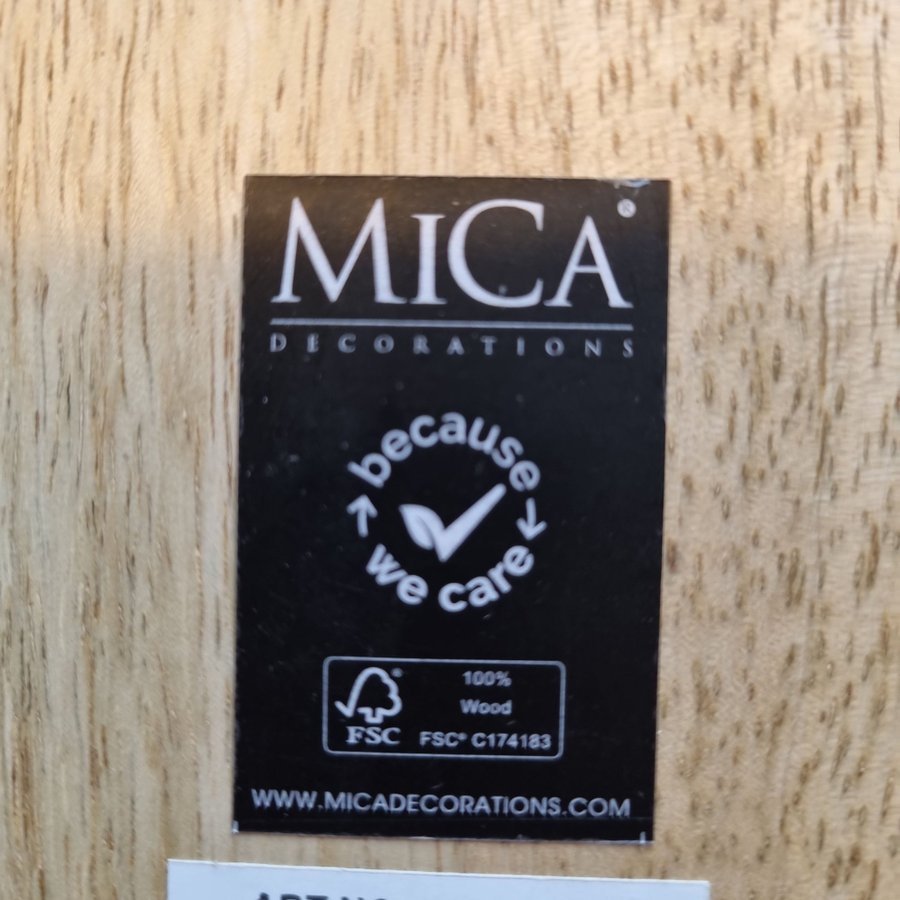 MICA®
DECORATIONS
because
we care
100%
Wood
FSC® C174183
FSC®
WWW.MICADECORATIONS.COM